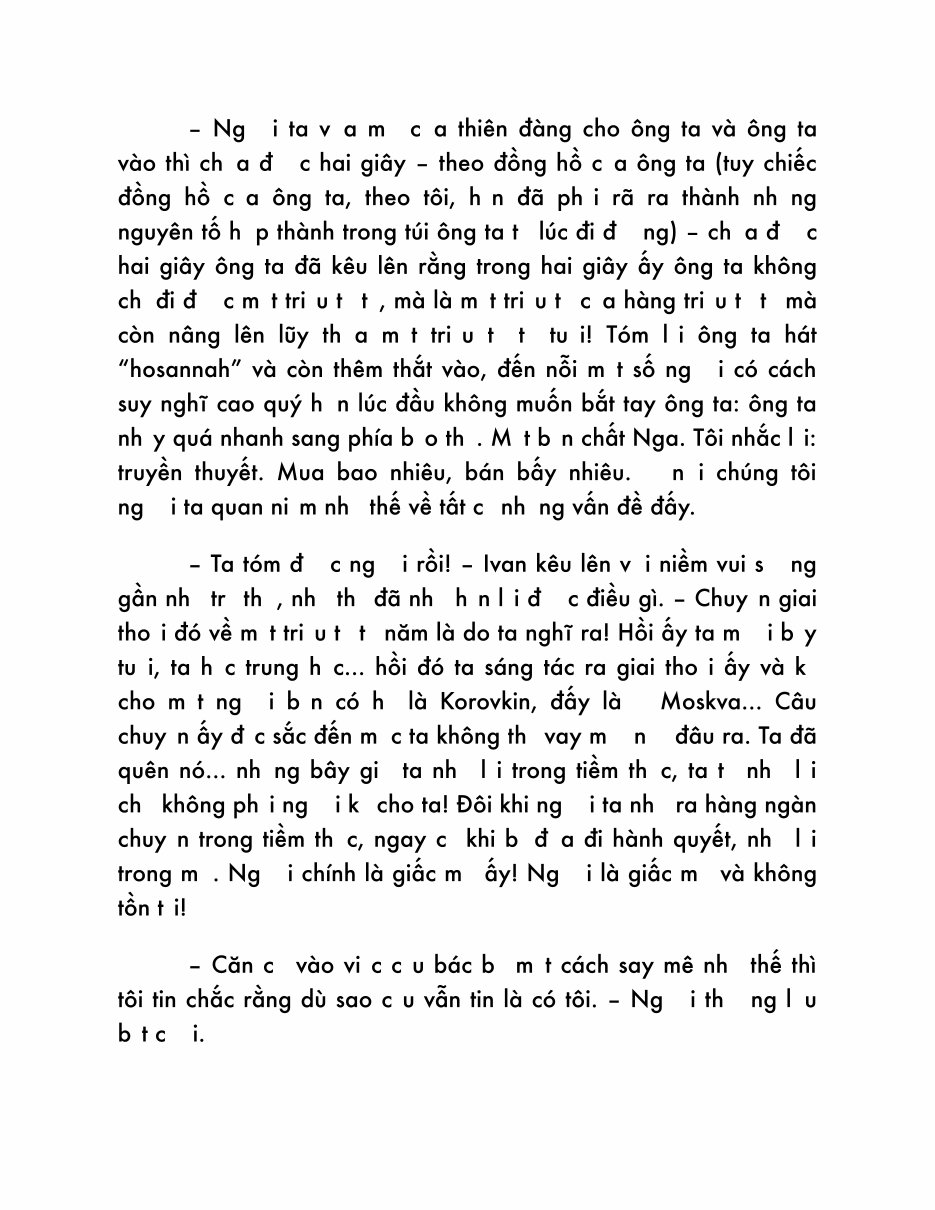 – Ng i ta v a m c a thiên đàng cho ông ta và ông ta
vào thì ch a đ c hai giây – theo đồng hồ c a ông ta (tuy chiếc
đồng hồ c a ông ta, theo tôi, h n đã ph i rã ra thành nh ng
nguyên tố h p thành trong túi ông ta t lúc đi đ ng) – ch a đ c
hai giây ông ta đã kêu lên rằng trong hai giây ấy ông ta không
ch đi đ c m t tri u t t , mà là m t tri u t c a hàng tri u t t mà
còn nâng lên lũy th a m t tri u t t tu i! Tóm l i ông ta hát
“hosannah” và còn thêm thắt vào, đến nỗi m t số ng i có cách
suy nghĩ cao quý h n lúc đầu không muốn bắt tay ông ta: ông ta
nh y quá nhanh sang phía b o th . M t b n chất Nga. Tôi nhắc l i:
truyền thuyết. Mua bao nhiêu, bán bấy nhiêu. n i chúng tôi
ng i ta quan ni m nh thế về tất c nh ng vấn đề đấy.
– Ta tóm đ c ng i rồi! – Ivan kêu lên v i niềm vui s ng
gần nh tr th , nh th đã nh h n l i đ c điều gì. – Chuy n giai
tho i đó về m t tri u t t năm là do ta nghĩ ra! Hồi ấy ta m i b y
tu i, ta h c trung h c... hồi đó ta sáng tác ra giai tho i ấy và k
cho m t ng i b n có h là Korovkin, đấy là Moskva... Câu
chuy n ấy đ c sắc đến m c ta không th vay m n đâu ra. Ta đã
quên nó... nh ng bây gi ta nh l i trong tiềm th c, ta t nh l i
ch không ph i ng i k cho ta! Đôi khi ng i ta nh ra hàng ngàn
chuy n trong tiềm th c, ngay c khi b đ a đi hành quyết, nh l i
trong m . Ng i chính là giấc m ấy! Ng i là giấc m và không
tồn t i!
– Căn c vào vi c c u bác b m t cách say mê nh thế thì
tôi tin chắc rằng dù sao c u vẫn tin là có tôi. – Ng i th ng l u
b t c i.